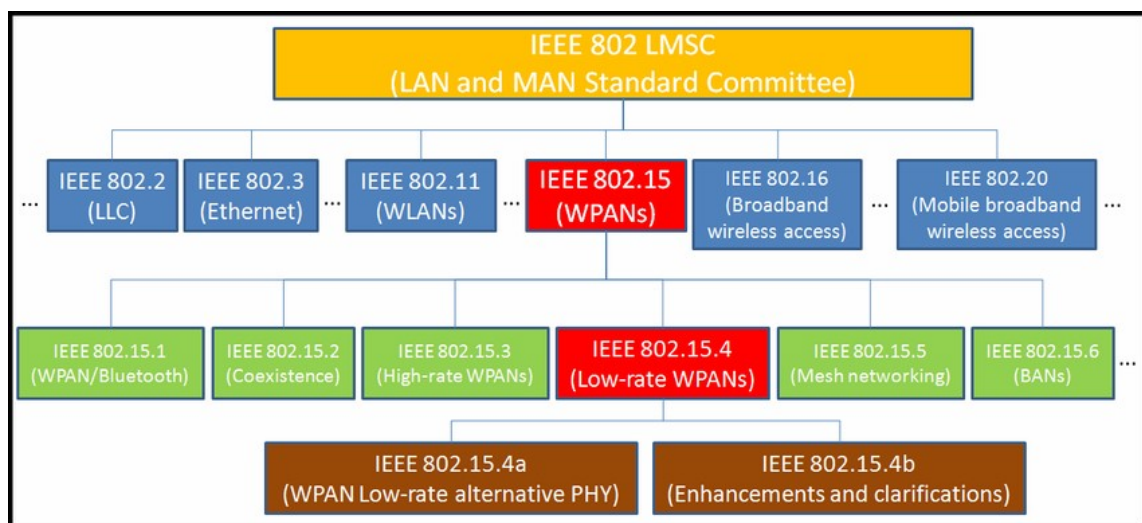 IEEE 802 LMSC
(LAN and MAN Standard Committee)
...
IEEE 802.2
(LLC)
IEEE 802.3
(Ethernet)
...
IEEE 802.11
(WLANs)
...
IEEE 802.15
(WPANs)
IEEE 802.16
(Broadband
wireless access)
...
IEEE 802.20
(Mobile broadband
wireless access)
...
IEEE 802.15.1
(WPAN/Bluetooth)
IEEE 802.15.2
(Coexistence)
IEEE 802.15.3
(High-rate WPANs)
IEEE 802.15.4
(Low-rate WPANs)
IEEE 802.15.5
(Mesh networking)
IEEE 802.15.6
(BANs)
...
IEEE 802.15.4a
(WPAN Low-rate alternative PHY)
IEEE 802.15.4b
(Enhancements and clarifications)